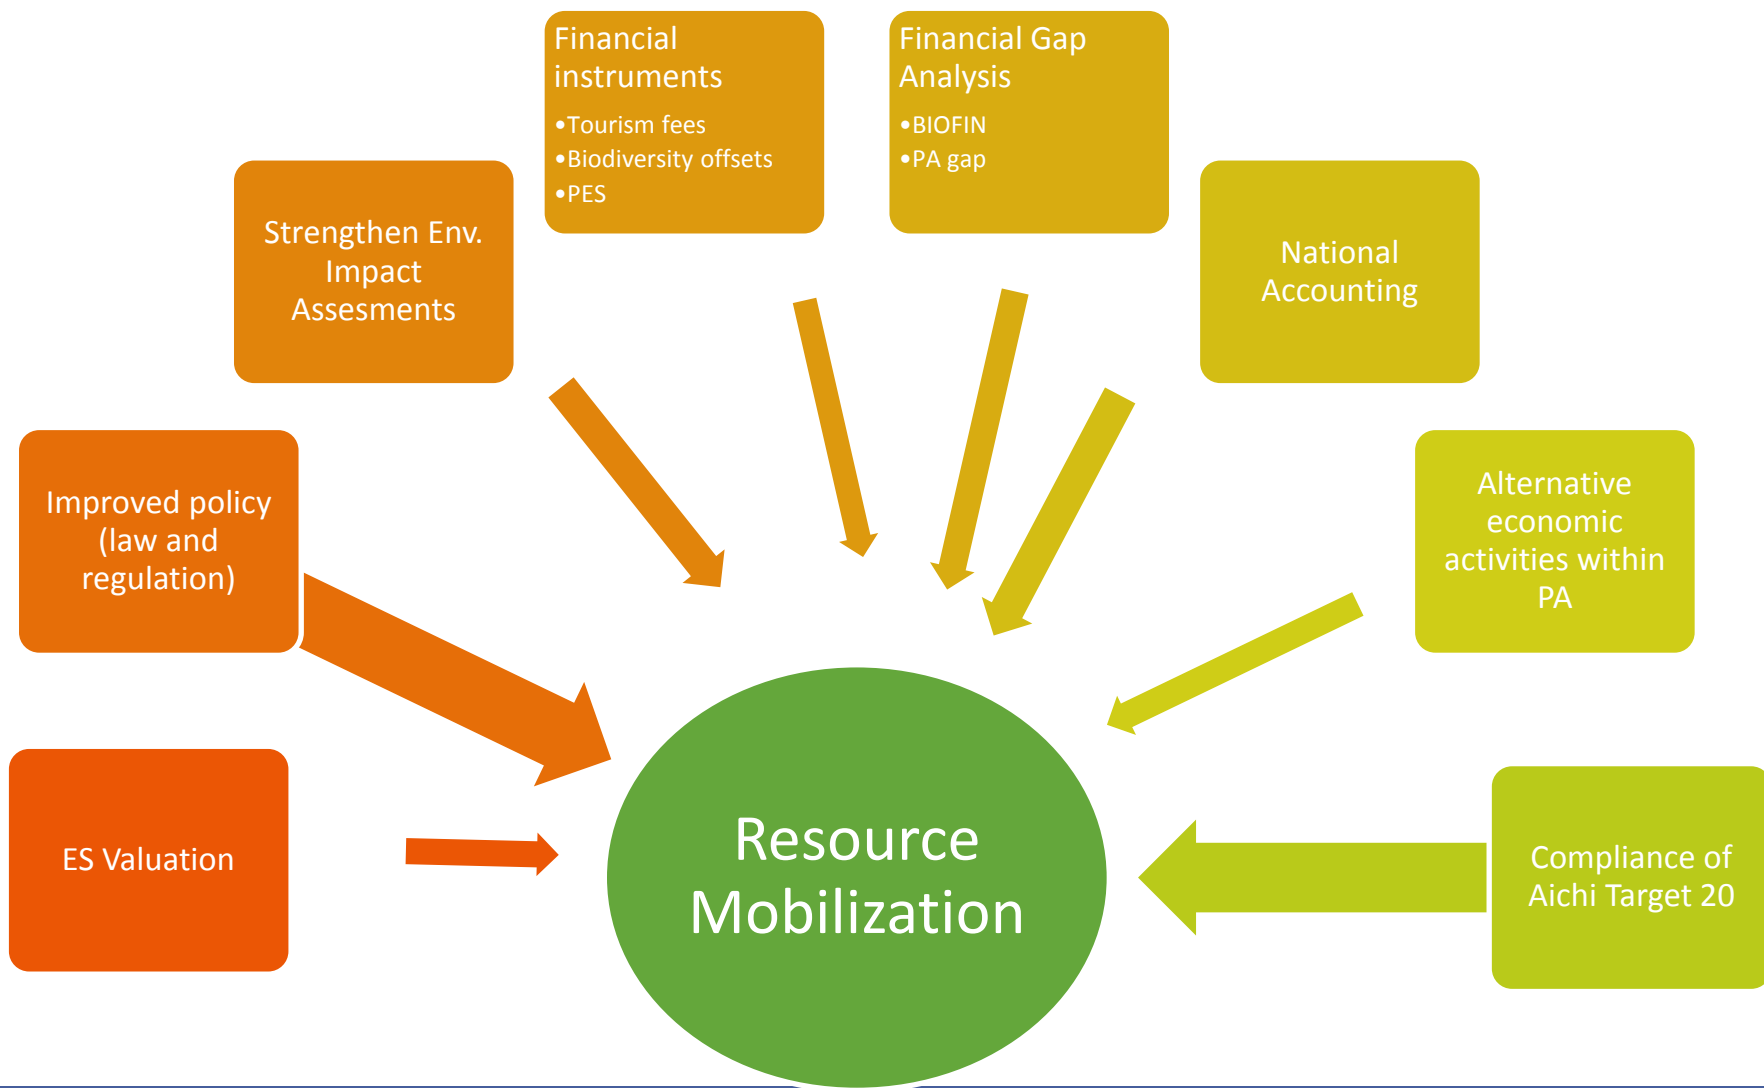 Financial
instruments
•Tourism fees
•Biodiversity offsets
•PES
Financial Gap
Analysis
•BIOFIN
•PA gap
Strengthen Env.
Impact
Assesments
National
Accounting
Improved policy
(law and
regulation)
Alternative
economic
activities within
PA
ES Valuation
Compliance of
Aichi Target 20
Resource
Mobilization